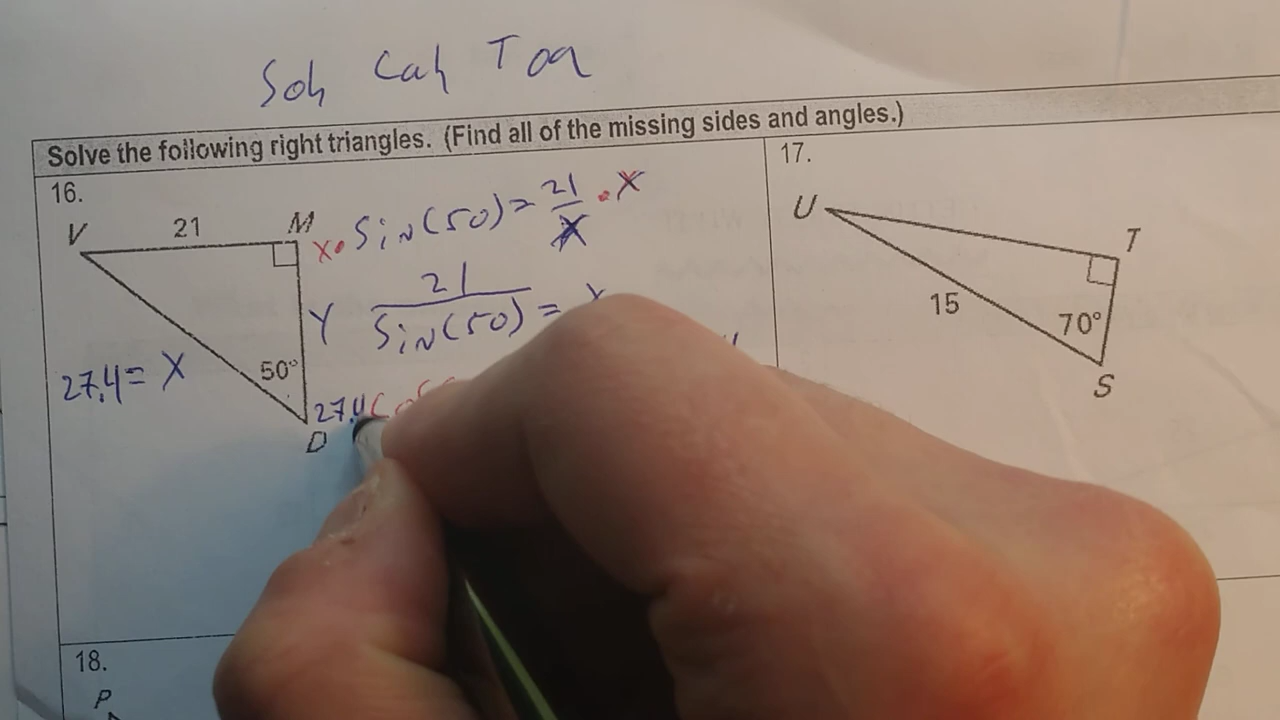 Soh Cah Toa
Solve the following right triangles. (Find all of the missing sides and angles.)
16.
V 21 M
x• Sin(50) = 21/x • x
Y 21/Sin(50) =
27.4 = X
50°
27.4
D
17.
U
T
15
70°
S
18.
P